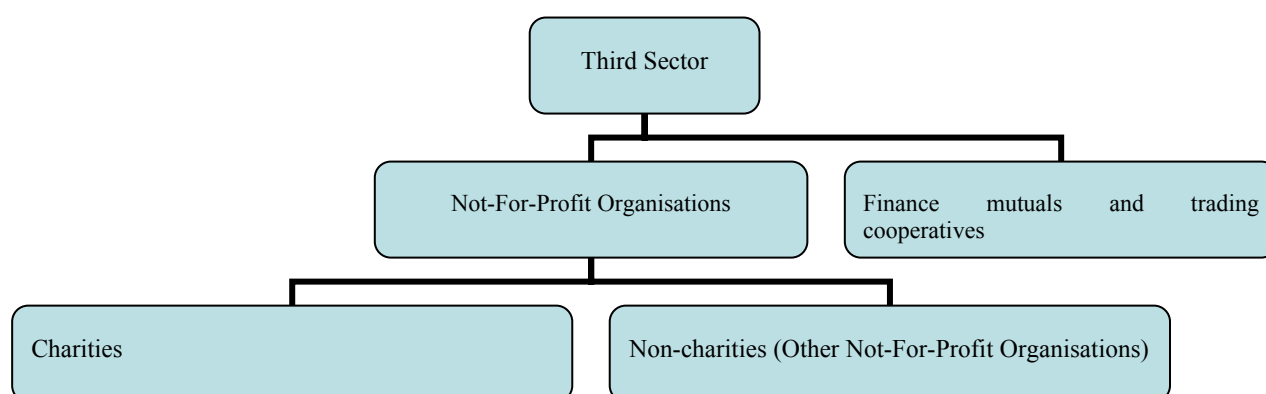 Third Sector
Not-For-Profit Organisations
Finance mutuals and trading
cooperatives
Charities
Non-charities (Other Not-For-Profit Organisations)